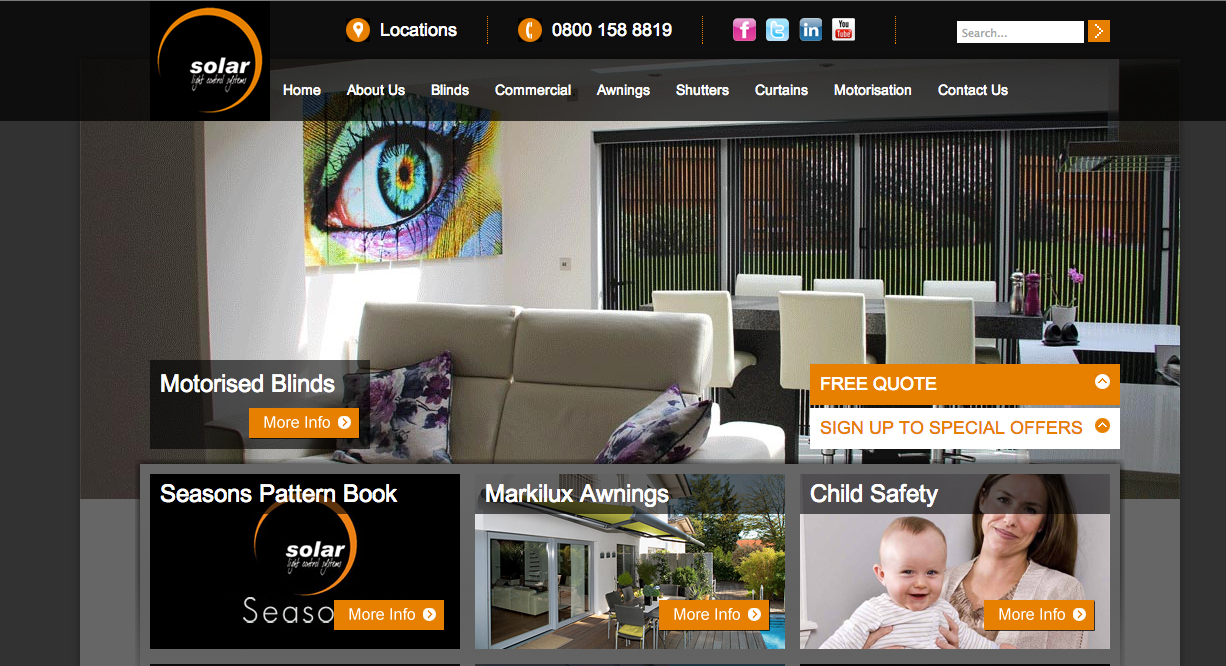 Locations
0800 158 8819
f
t
in
You
Tube
Search...
solar
light control systems
Home About Us Blinds Commercial Awnings Shutters Curtains Motorisation Contact Us
Motorised Blinds
More Info
FREE QUOTE
SIGN UP TO SPECIAL OFFERS
Seasons Pattern Book
solar
light control systems
Seaso
More Info
Markilux Awnings
More Info
Child Safety
More Info